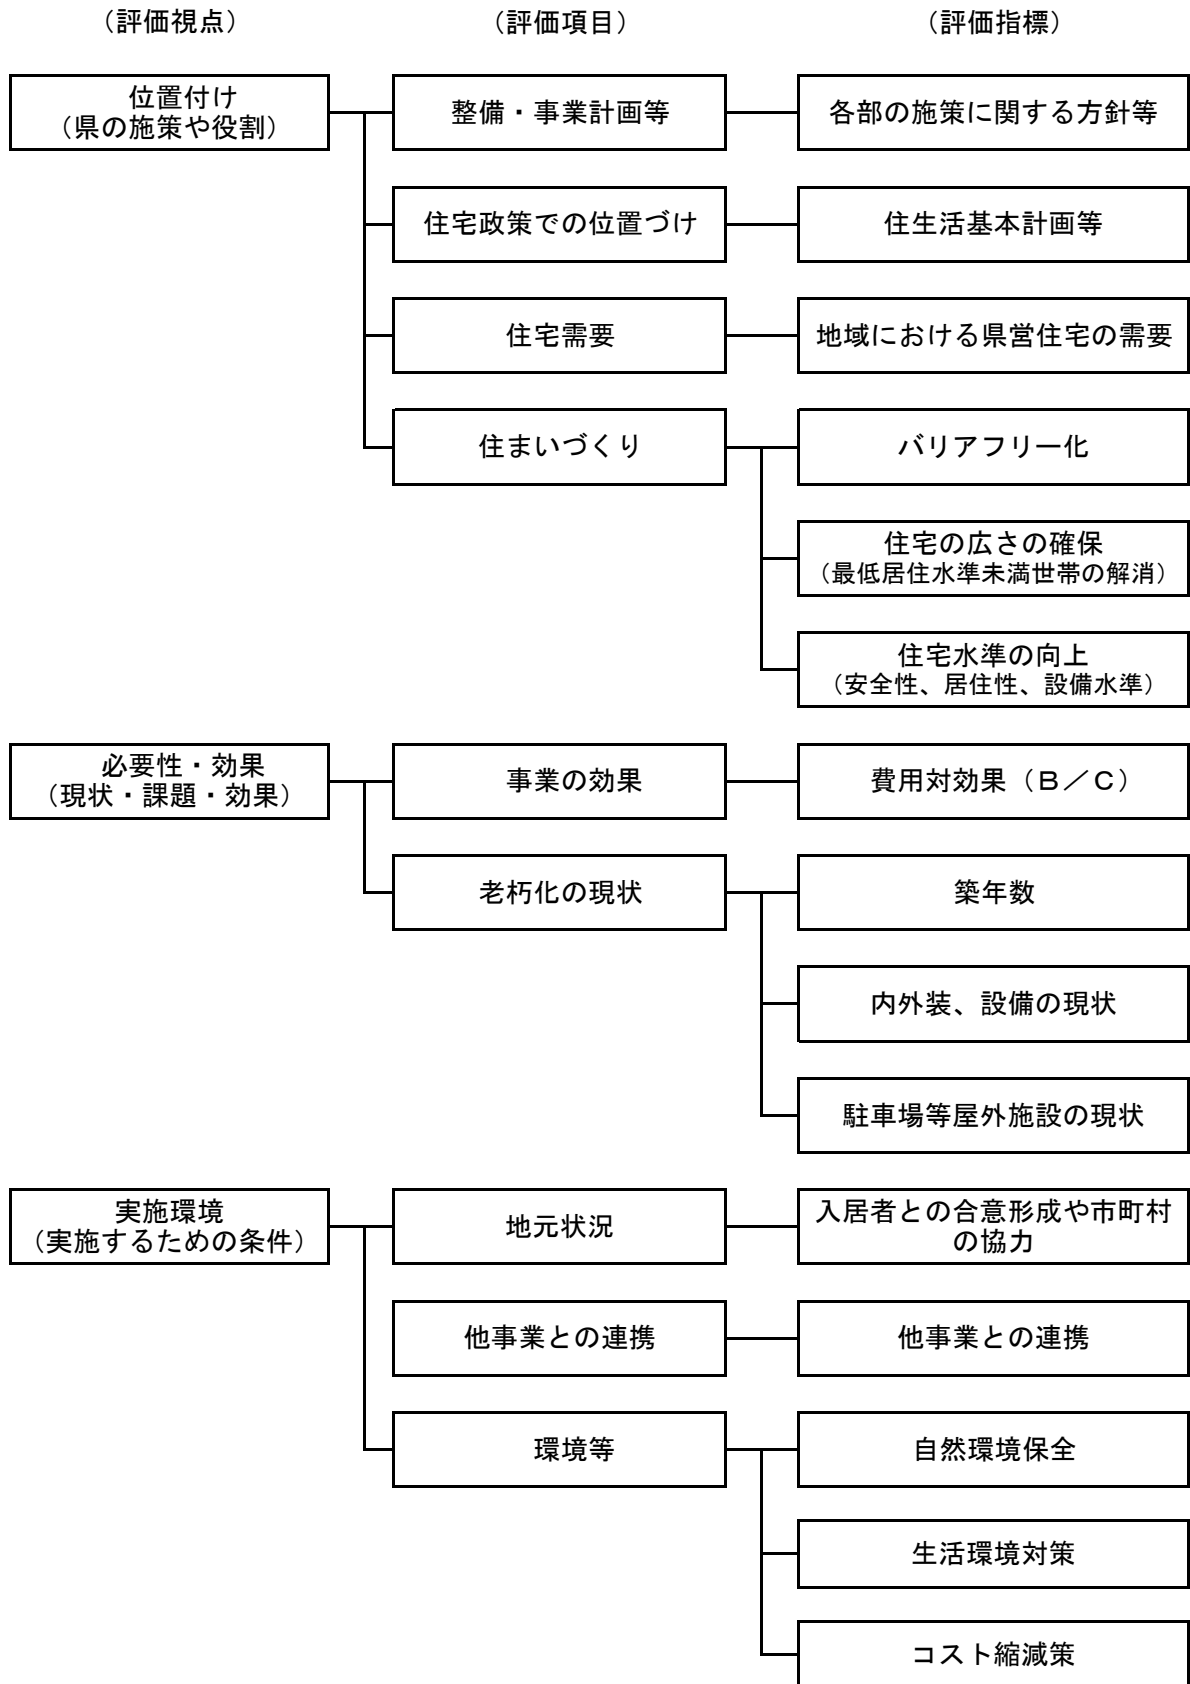 （評価視点）
（評価項目）
（評価指標）
位置付け
（県の施策や役割）
整備・事業計画等
各部の施策に関する方針等
住宅政策での位置づけ
住生活基本計画等
住宅需要
地域における県営住宅の需要
住まいづくり
バリアフリー化
住宅の広さの確保
（最低居住水準未満世帯の解消）
住宅水準の向上
（安全性、居住性、設備水準）
必要性・効果
（現状・課題・効果）
事業の効果
費用対効果（Ｂ／Ｃ）
老朽化の現状
築年数
内外装、設備の現状
駐車場等屋外施設の現状
実施環境
（実施するための条件）
地元状況
入居者との合意形成や市町村
の協力
他事業との連携
他事業との連携
環境等
自然環境保全
生活環境対策
コスト縮減策